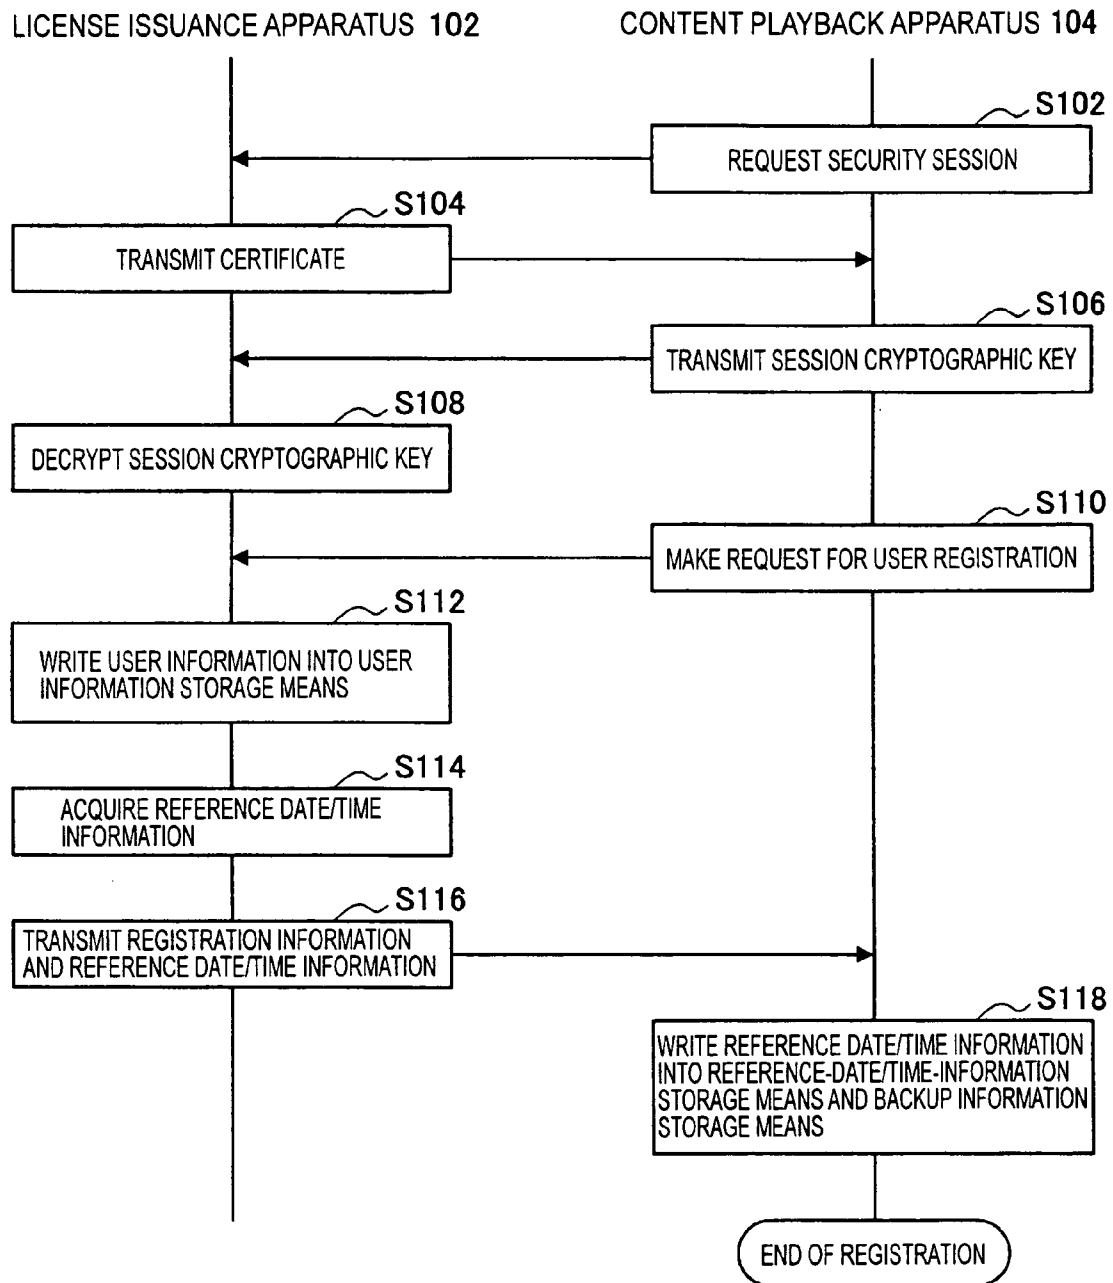 LICENSE ISSUANCE APPARATUS 102
CONTENT PLAYBACK APPARATUS 104
S102
REQUEST SECURITY SESSION
S104
TRANSMIT CERTIFICATE
S106
TRANSMIT SESSION CRYPTOGRAPHIC KEY
S108
DECRYPT SESSION CRYPTOGRAPHIC KEY
S110
MAKE REQUEST FOR USER REGISTRATION
S112
WRITE USER INFORMATION INTO USER
INFORMATION STORAGE MEANS
S114
ACQUIRE REFERENCE DATE/TIME
INFORMATION
S116
TRANSMIT REGISTRATION INFORMATION
AND REFERENCE DATE/TIME INFORMATION
S118
WRITE REFERENCE DATE/TIME INFORMATION
INTO REFERENCE-DATE/TIME-INFORMATION
STORAGE MEANS AND BACKUP INFORMATION
STORAGE MEANS
END OF REGISTRATION